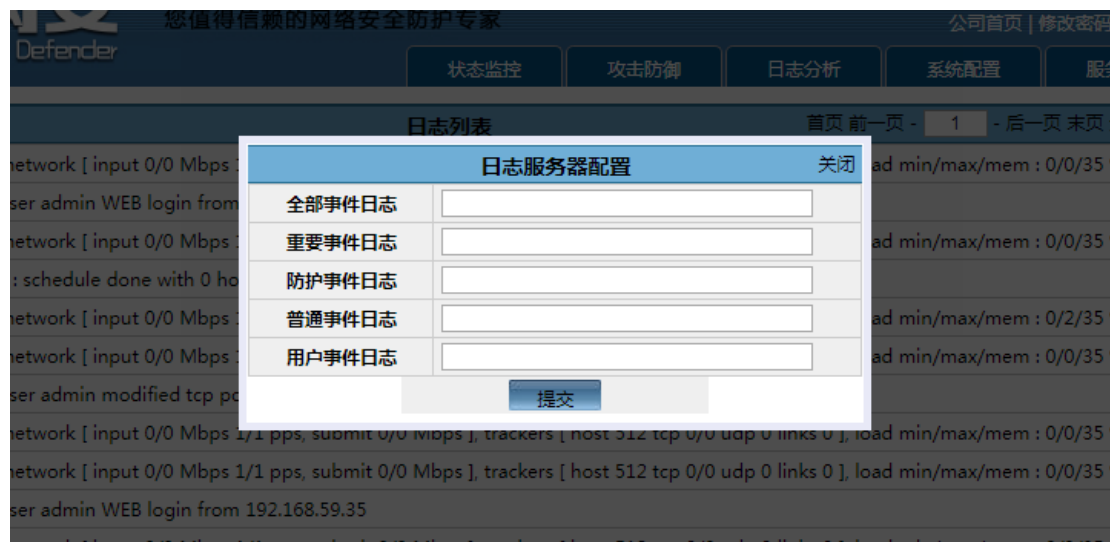 您值得信赖的网络安全防护专家
公司首页 | 修改密码
Defender
状态监控 攻击防御 日志分析 系统配置
日志列表 首页 前一页 - 1 - 后一页 末页
日志服务器配置 关闭
network [ input 0/0 Mbps ad min/max/mem : 0/0/35
全部事件日志
ser admin WEB login from
重要事件日志
network [ input 0/0 Mbps ad min/max/mem : 0/0/35
防护事件日志
: schedule done with 0 ho
普通事件日志
network [ input 0/0 Mbps ad min/max/mem : 0/2/35
用户事件日志
network [ input 0/0 Mbps ad min/max/mem : 0/0/35
提交
ser admin modified tcp po
network [ input 0/0 Mbps 1/1 pps, submit 0/0 Mbps ], trackers [ host 512 tcp 0/0 udp 0 links 0 ], load min/max/mem : 0/0/35
network [ input 0/0 Mbps 1/1 pps, submit 0/0 Mbps ], trackers [ host 512 tcp 0/0 udp 0 links 0 ], load min/max/mem : 0/0/35
ser admin WEB login from 192.168.59.35